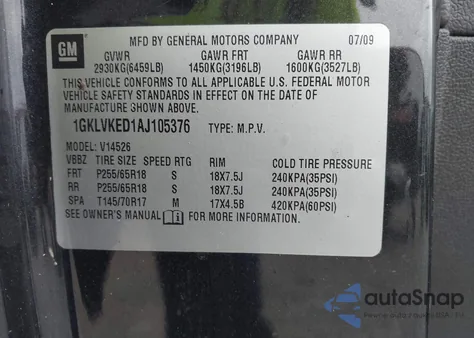 GM
MFD BY GENERAL MOTORS COMPANY 07/09
GVWR GAWR FRT GAWR RR
2930KG(6459LB) 1450KG(3196LB) 1600KG(3527LB)
THIS VEHICLE CONFORMS TO ALL APPLICABLE U.S. FEDERAL MOTOR
VEHICLE SAFETY STANDARDS IN EFFECT ON THE DATE OF
MANUFACTURE SHOWN ABOVE.
1GKLVKED1AJ105376 TYPE: M.P.V.
MODEL: V14526
VBBZ TIRE SIZE SPEED RTG RIM COLD TIRE PRESSURE
FRT P255/65R18 S 18X7.5J 240KPA(35PSI)
RR P255/65R18 S 18X7.5J 240KPA(35PSI)
SPA T145/70R17 M 17X4.5B 420KPA(60PSI)
SEE OWNER'S MANUAL FOR MORE INFORMATION.
autoSnap